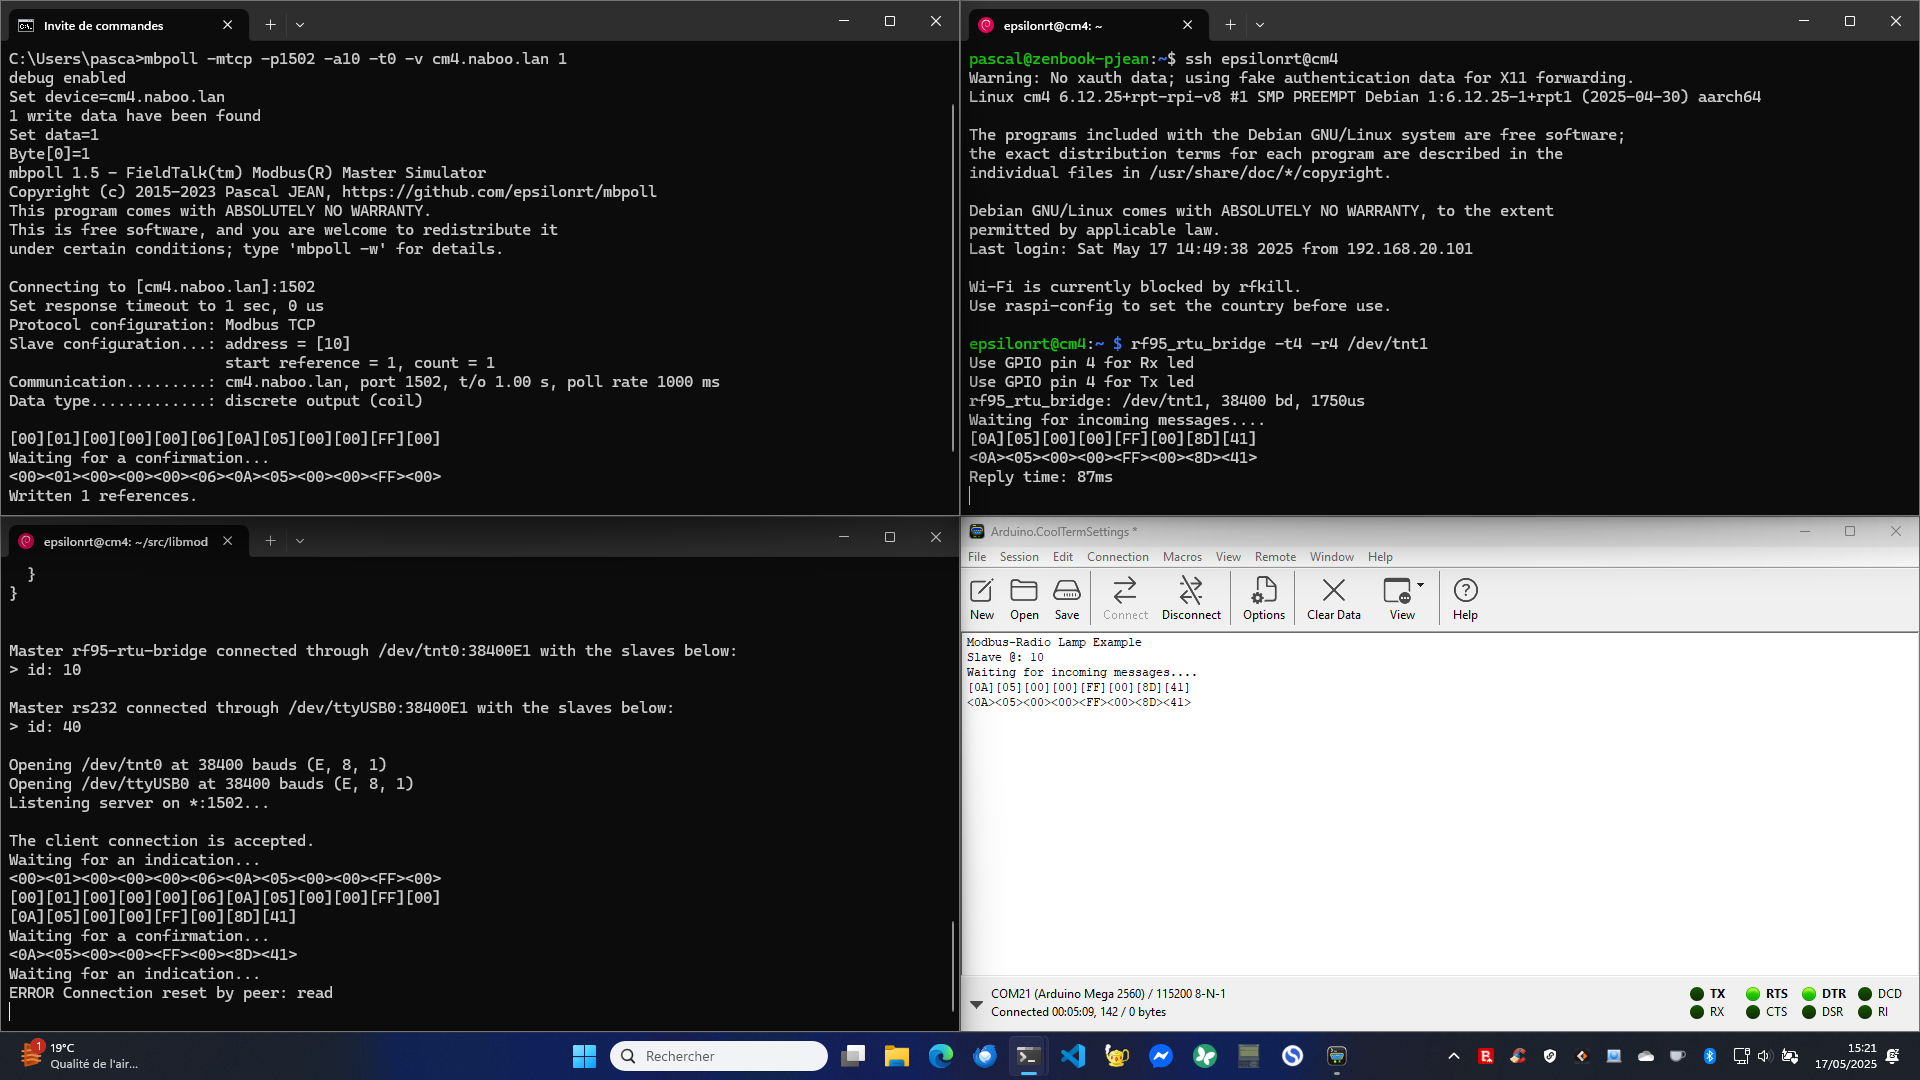 Invite de commandes
C:\Users\pasca>mbpoll -mtcp -p1502 -a10 -t0 -v cm4.naboo.lan 1
debug enabled
Set device=cm4.naboo.lan
1 write data have been found
Set data=1
Byte[0]=1
mbpoll 1.5 - FieldTalk(tm) Modbus(R) Master Simulator
Copyright (c) 2015-2023 Pascal JEAN, https://github.com/epsilonrt/mbpoll
This program comes with ABSOLUTELY NO WARRANTY.
This is free software, and you are welcome to redistribute it
under certain conditions; type 'mbpoll -w' for details.
Connecting to [cm4.naboo.lan]:1502
Set response timeout to 1 sec, 0 us
Protocol configuration: Modbus TCP
Slave configuration...: address = [10]
start reference = 1, count = 1
Communication.........: cm4.naboo.lan, port 1502, t/o 1.00 s, poll rate 1000 ms
Data type.............: discrete output (coil)
[00][01][00][00][00][06][0A][05][00][00][FF][00]
Waiting for a confirmation...
<00><01><00><00><00><06><0A><05><00><00><FF><00>
Written 1 references.
epsilonrt@cm4: ~
pascal@zenbook-pjean:~$ ssh epsilonrt@cm4
Warning: No xauth data; using fake authentication data for X11 forwarding.
Linux cm4 6.12.25+rpt-rpi-v8 #1 SMP PREEMPT Debian 1:6.12.25-1+rpt1 (2025-04-30) aarch64
The programs included with the Debian GNU/Linux system are free software;
the exact distribution terms for each program are described in the
individual files in /usr/share/doc/*/copyright.
Debian GNU/Linux comes with ABSOLUTELY NO WARRANTY, to the extent
permitted by applicable law.
Last login: Sat May 17 14:49:38 2025 from 192.168.20.101
Wi-Fi is currently blocked by rfkill.
Use raspi-config to set the country before use.
epsilonrt@cm4:~ $ rf95_rtu_bridge -t4 -r4 /dev/tnt1
Use GPIO pin 4 for Rx led
Use GPIO pin 4 for Tx led
rf95_rtu_bridge: /dev/tnt1, 38400 bd, 1750us
Waiting for incoming messages....
[0A][05][00][00][FF][00][8D][41]
<0A><05><00><00><FF><00><8D><41>
Reply time: 87ms
epsilonrt@cm4: ~/src/libmod
}
}
Master rf95-rtu-bridge connected through /dev/tnt0:38400E1 with the slaves below:
> id: 10
Master rs232 connected through /dev/ttyUSB0:38400E1 with the slaves below:
> id: 40
Opening /dev/tnt0 at 38400 bauds (E, 8, 1)
Opening /dev/ttyUSB0 at 38400 bauds (E, 8, 1)
Listening server on *:1502...
The client connection is accepted.
Waiting for an indication...
<00><01><00><00><00><06><0A><05><00><00><FF><00>
[00][01][00][00][00][06][0A][05][00][00][FF][00]
[0A][05][00][00][FF][00][8D][41]
Waiting for a confirmation...
<0A><05><00><00><FF><00><8D><41>
Waiting for an indication...
ERROR Connection reset by peer: read
Arduino.CoolTermSettings *
File Session Edit Connection Macros View Remote Window Help
New Open Save Connect Disconnect Options Clear Data View Help
Modbus-Radio Lamp Example
Slave @: 10
Waiting for incoming messages....
[0A][05][00][00][FF][00][8D][41]
<0A><05><00><00><FF><00><8D><41>
COM21 (Arduino Mega 2560) / 115200 8-N-1
Connected 00:05:09, 142 / 0 bytes
TX RTS DTR DCD
RX CTS DSR RI
1
19°C
Qualité de l'air...
Rechercher
15:21
17/05/2025